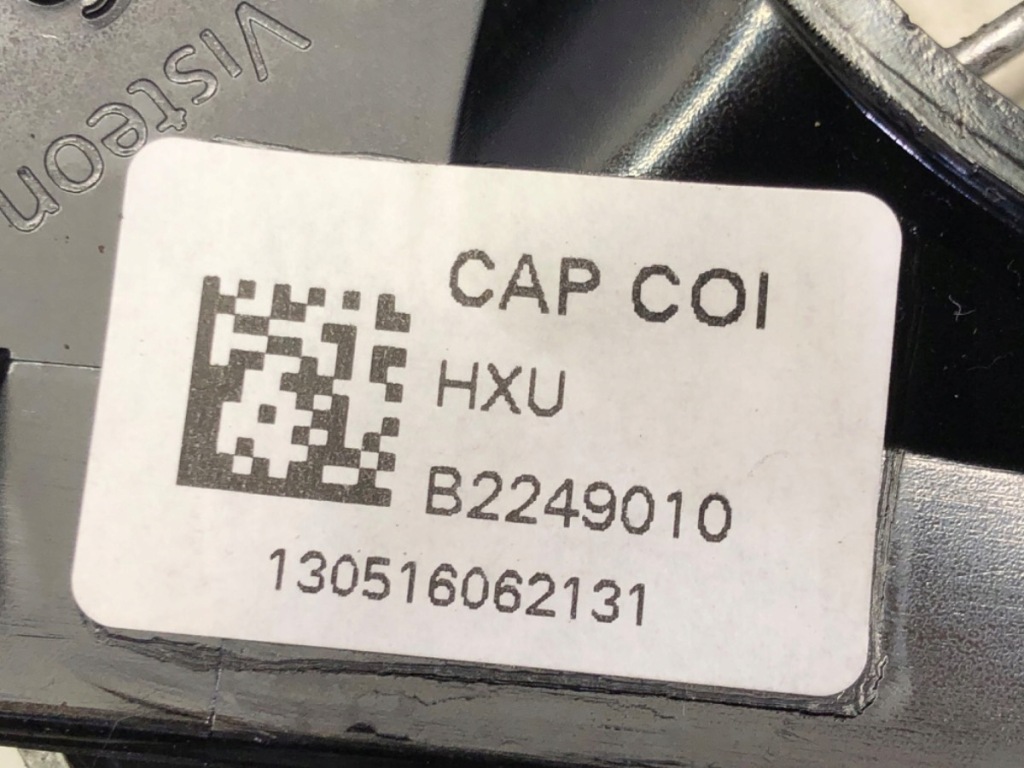 Visteon
CAP COI
HXU
B2249010
130516062131